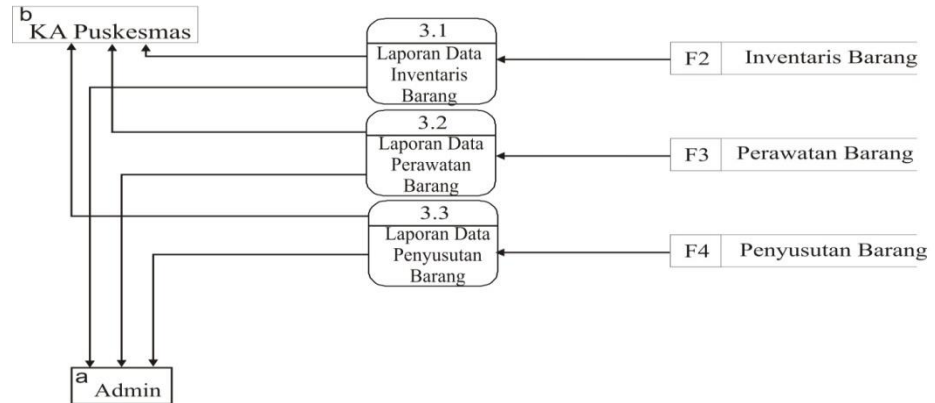 b
KA Puskesmas
3.1
Laporan Data
Inventaris
Barang
F2 Inventaris Barang
3.2
Laporan Data
Perawatan
Barang
F3 Perawatan Barang
3.3
Laporan Data
Penyusutan
Barang
F4 Penyusutan Barang
a
Admin